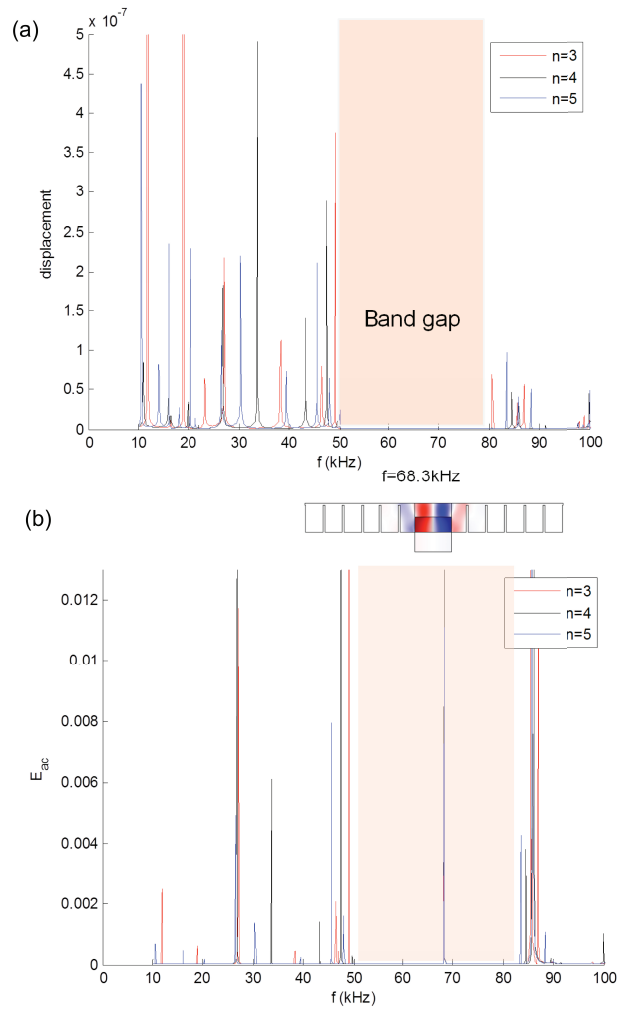 (a)
x 10^-7
5
4.5
4
3.5
3
2.5
2
1.5
1
0.5
0
displacement
n=3
n=4
n=5
Band gap
0 10 20 30 40 50 60 70 80 90 100
f (kHz)
f=68.3kHz
(b)
0.012
0.01
0.008
0.006
0.004
0.002
0
E_ac
n=3
n=4
n=5
0 10 20 30 40 50 60 70 80 90 100
f (kHz)